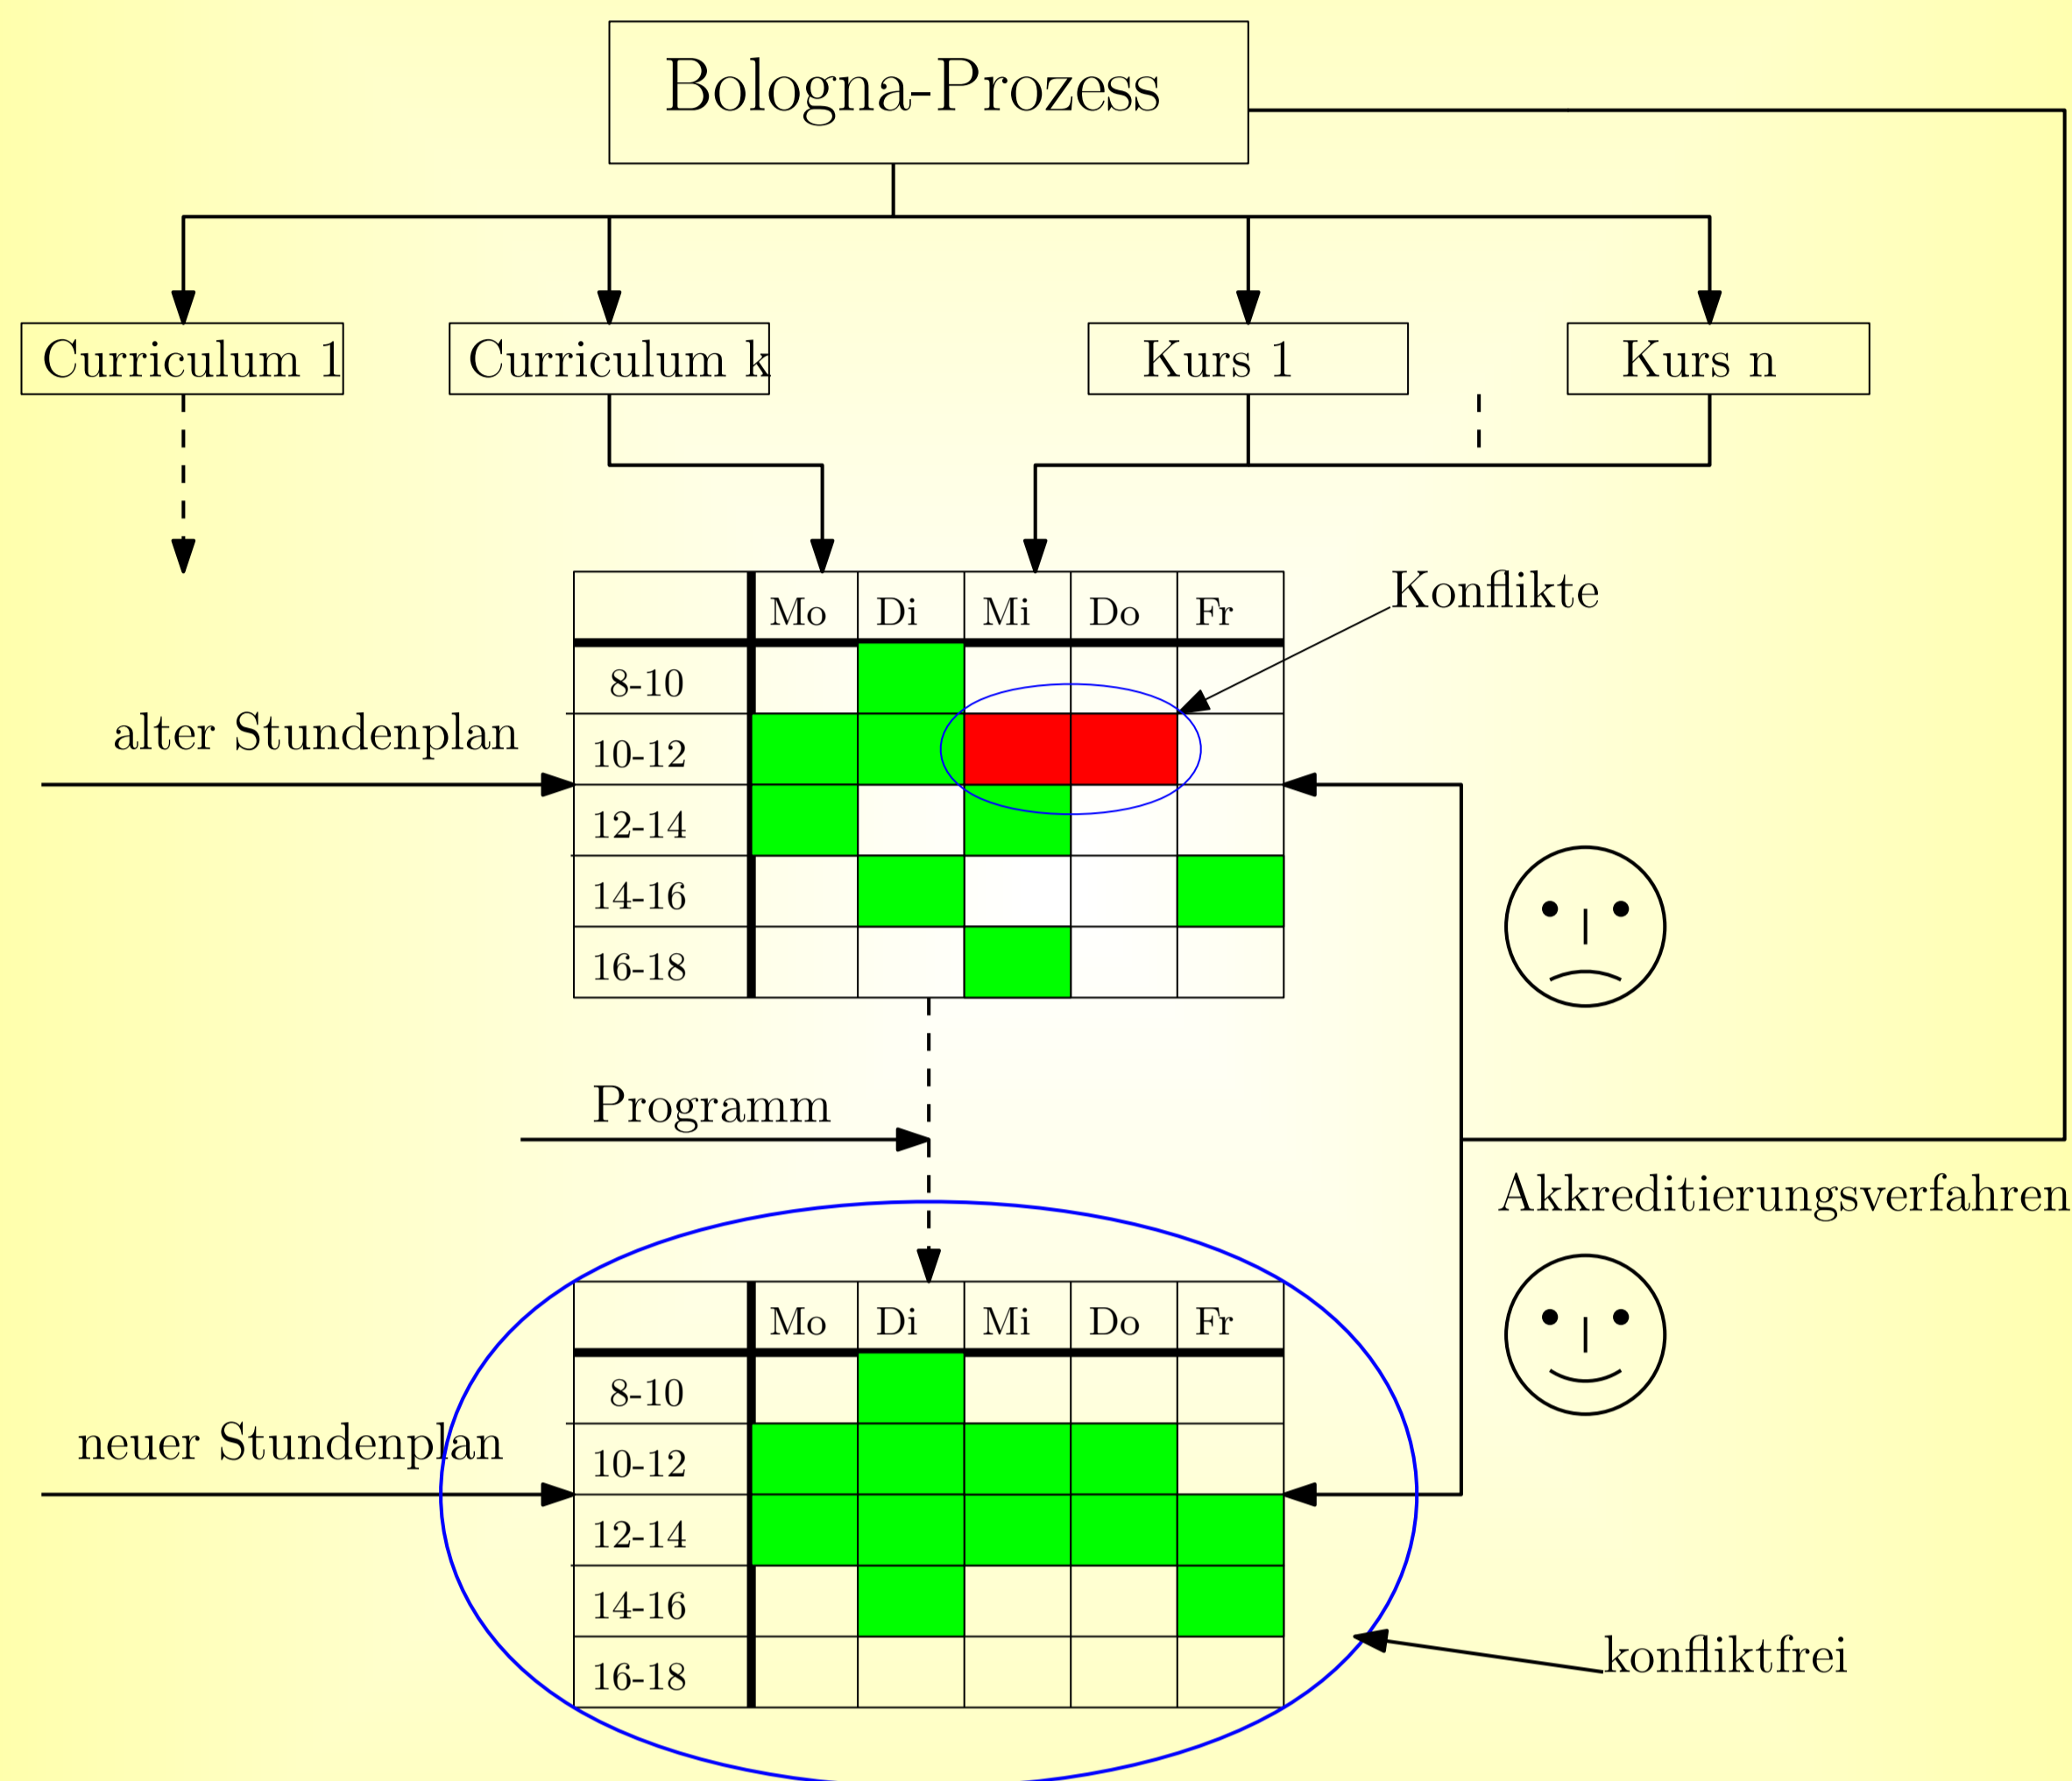 Bologna-Prozess
Curriculum 1
Curriculum k
Kurs 1
Kurs n
Konflikte
Mo Di Mi Do Fr
8-10
alter Stundenplan
10-12
12-14
14-16
16-18
Programm
Akkreditierungsverfahren
Mo Di Mi Do Fr
8-10
neuer Stundenplan
10-12
12-14
14-16
konfliktfrei
16-18